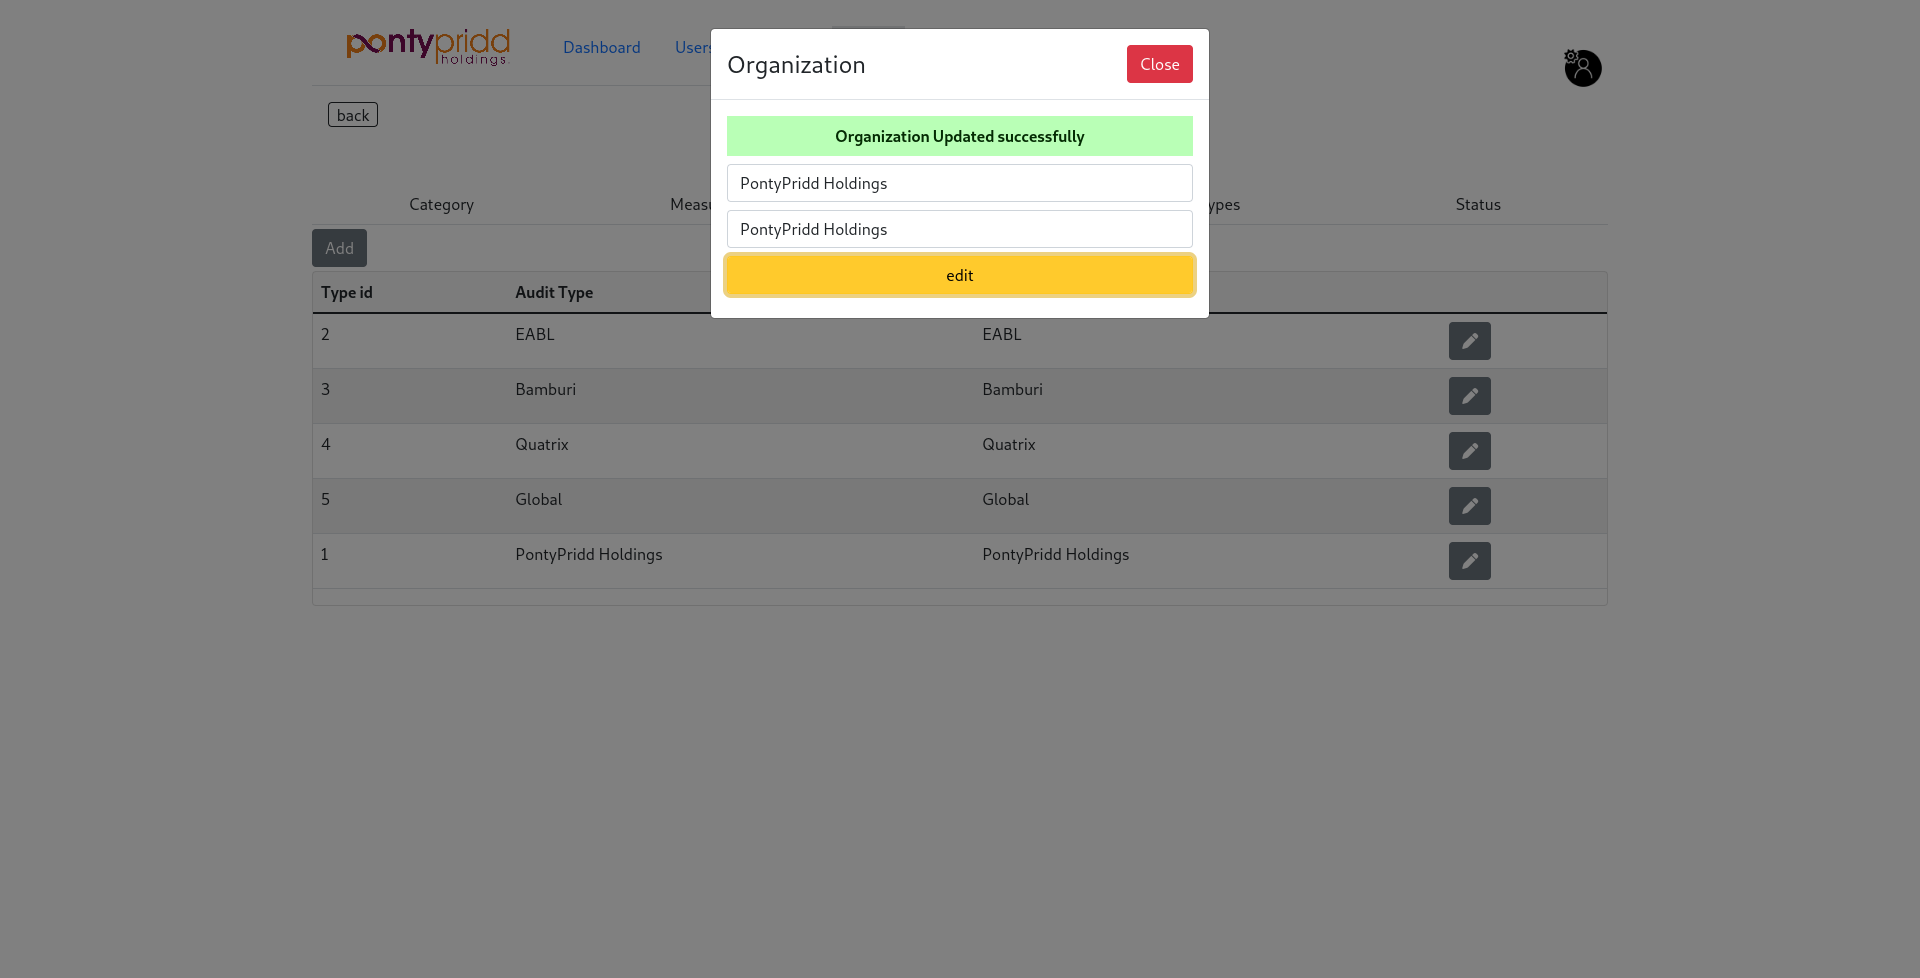 pontypridd
holdings.
Dashboard
Users
Organization
Close
back
Organization Updated successfully
PontyPridd Holdings
PontyPridd Holdings
edit
Category
Status
Add
Type id Audit Type
2 EABL EABL
3 Bamburi Bamburi
4 Quatrix Quatrix
5 Global Global
1 PontyPridd Holdings PontyPridd Holdings